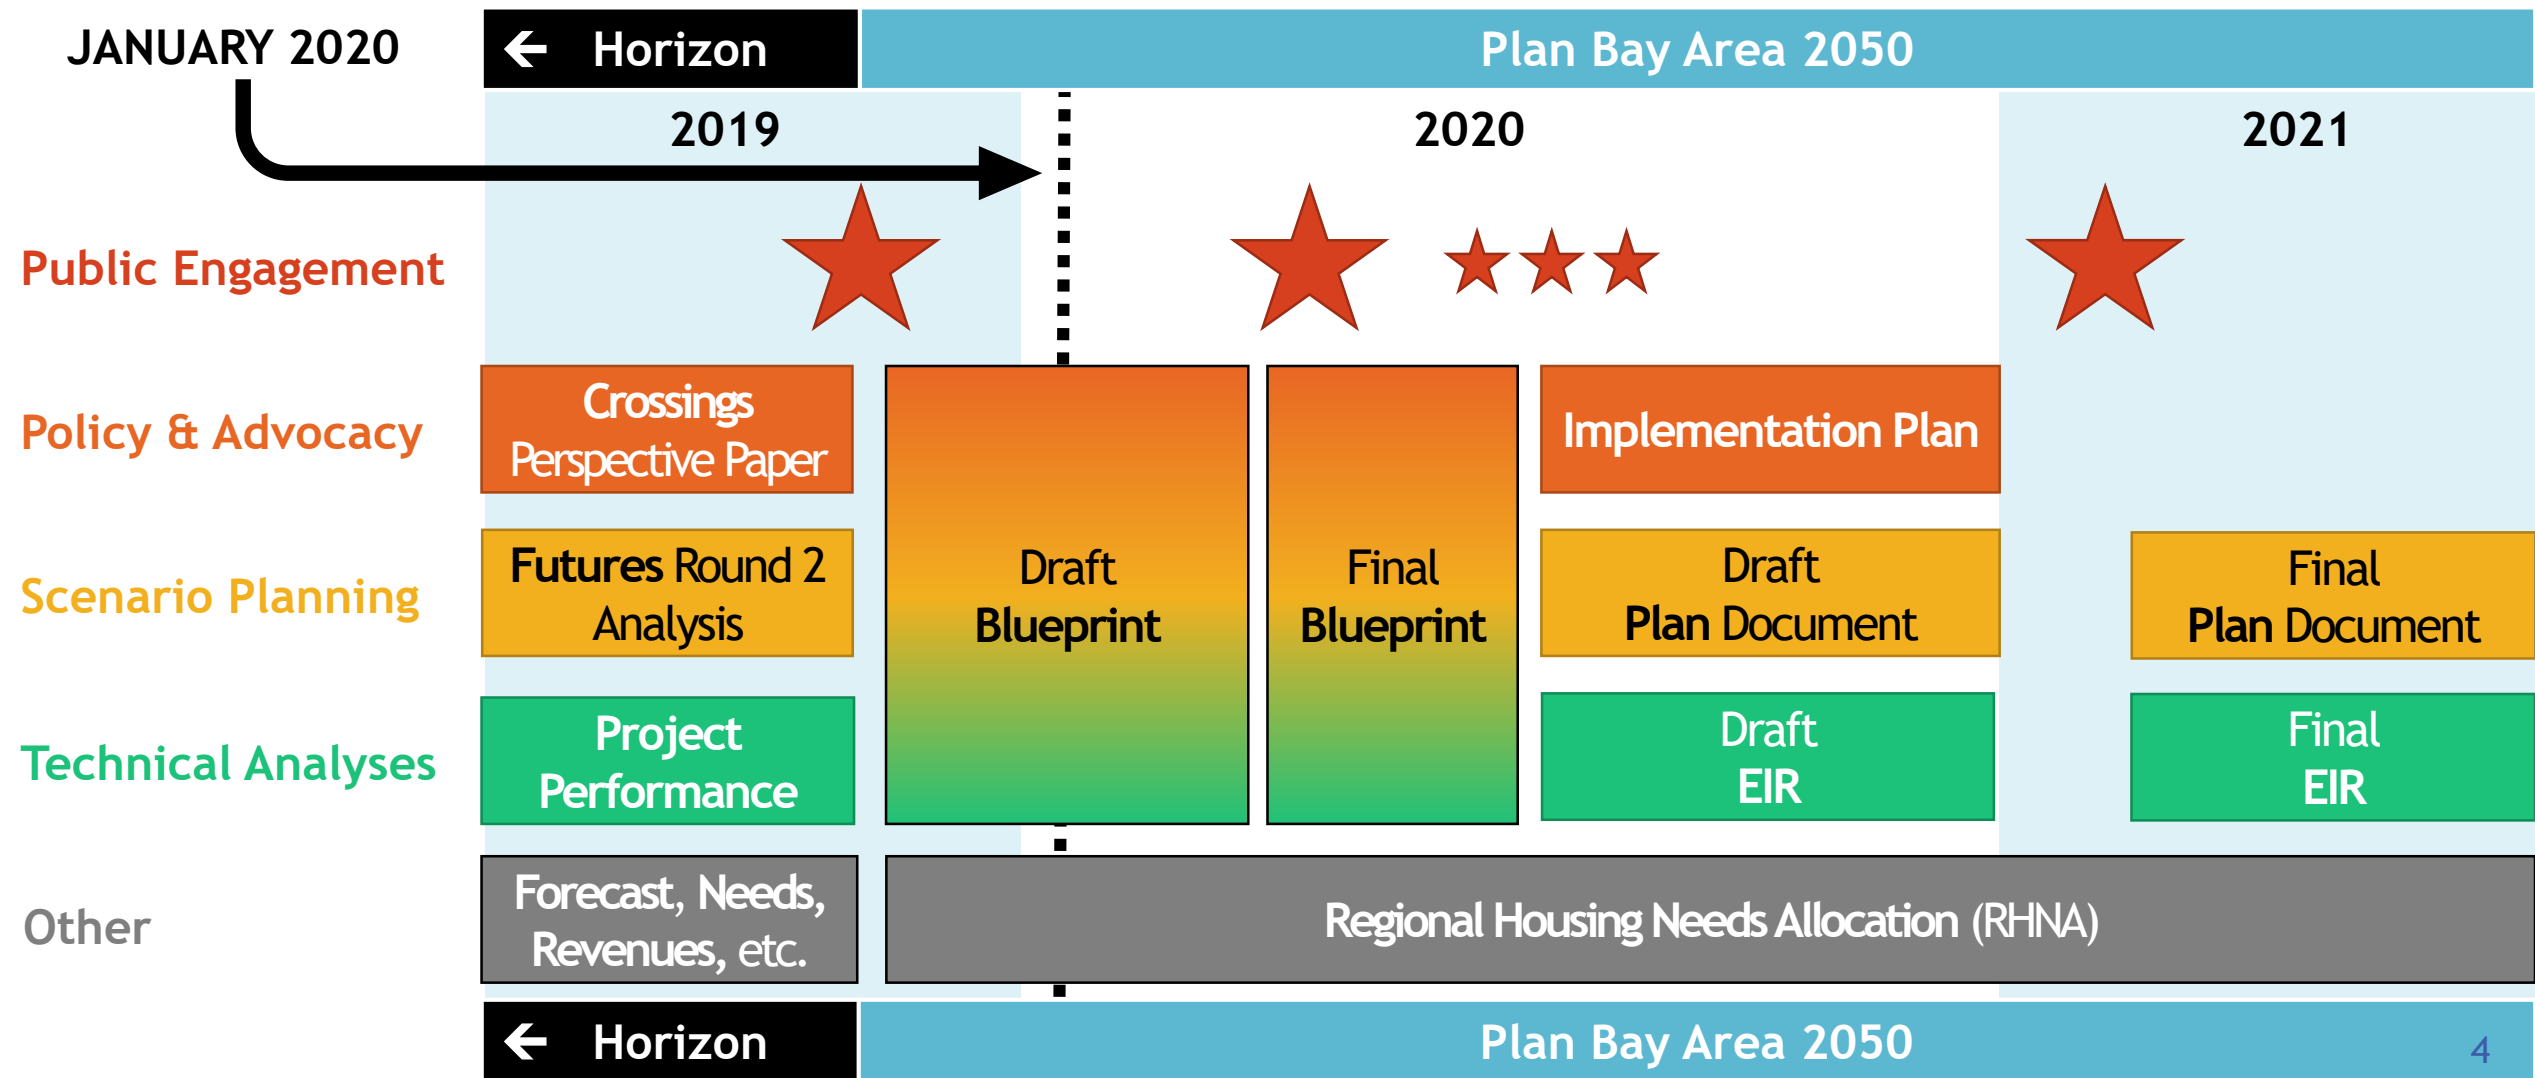 JANUARY 2020
← Horizon
Plan Bay Area 2050
2019
2020
2021
Public Engagement
Policy & Advocacy
Crossings
Perspective Paper
Implementation Plan
Scenario Planning
Futures Round 2
Analysis
Draft
Blueprint
Final
Blueprint
Draft
Plan Document
Final
Plan Document
Technical Analyses
Project
Performance
Draft
EIR
Final
EIR
Other
Forecast, Needs,
Revenues, etc.
Regional Housing Needs Allocation (RHNA)
← Horizon
Plan Bay Area 2050
4